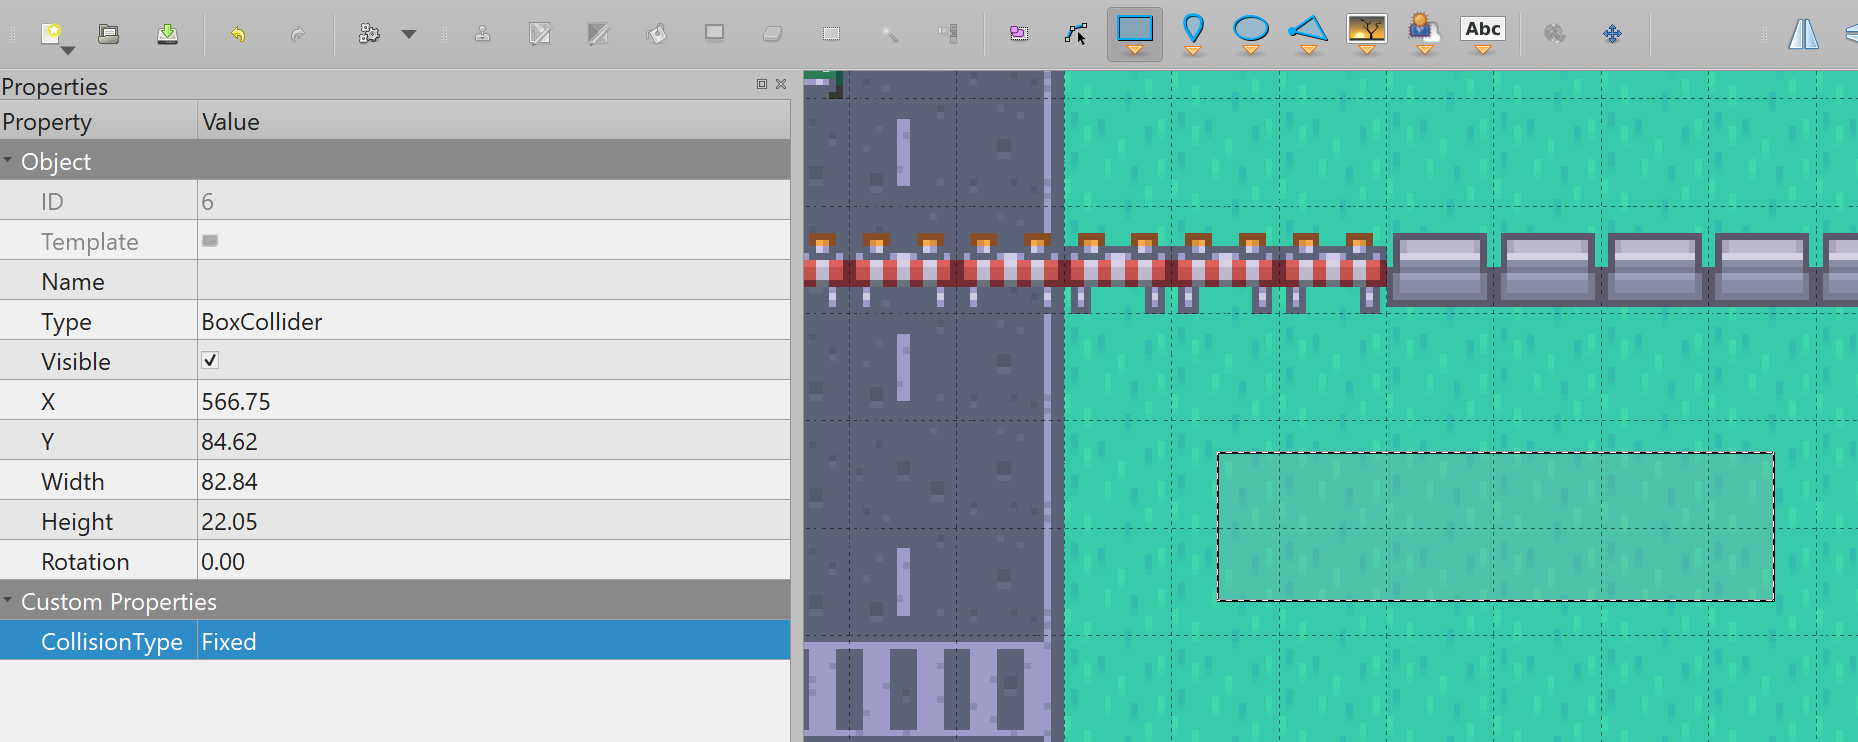 Abc
Properties
Property Value
Object
ID 6
Template
Name
Type BoxCollider
Visible
X 566.75
Y 84.62
Width 82.84
Height 22.05
Rotation 0.00
Custom Properties
CollisionType Fixed